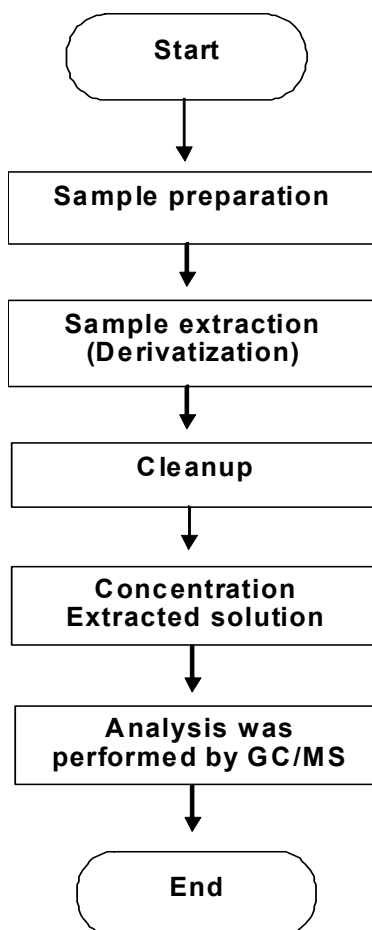 Start
Sample preparation
Sample extraction
(Derivatization)
Cleanup
Concentration
Extracted solution
Analysis was
performed by GC/MS
End